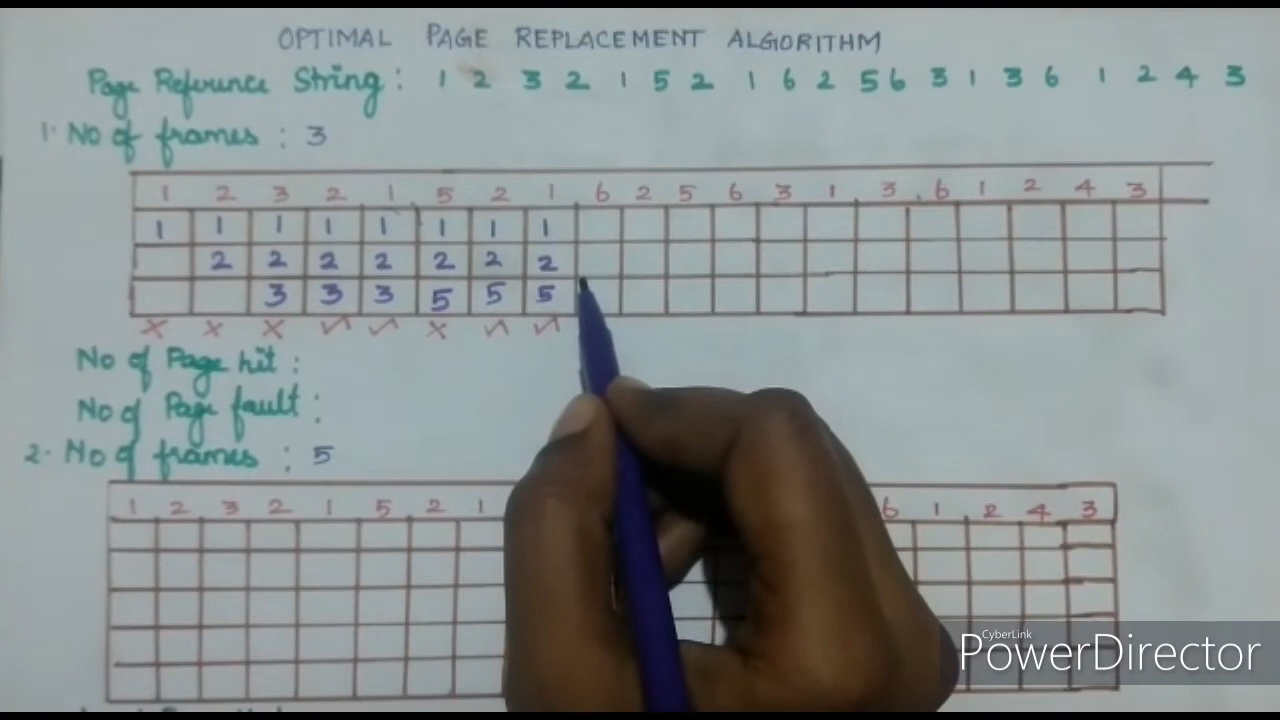 OPTIMAL PAGE REPLACEMENT ALGORITHM
Page Reference String : 1 2 3 2 1 5 2 1 6 2 5 6 3 1 3 6 1 2 4 3
1. No of frames : 3
1 2 3 2 1 5 2 1 6 2 5 6 3 1 3 6 1 2 4 3
1 1 1 1 1 1 1 1
2 2 2 2 2 2 2
3 3 3 5 5 5
x x x ✓ ✓ x ✓ ✓
No of Page hit :
No of Page fault :
2. No of frames : 5
1 2 3 2 1 5 2 1 6 1 2 4 3
CyberLink
PowerDirector